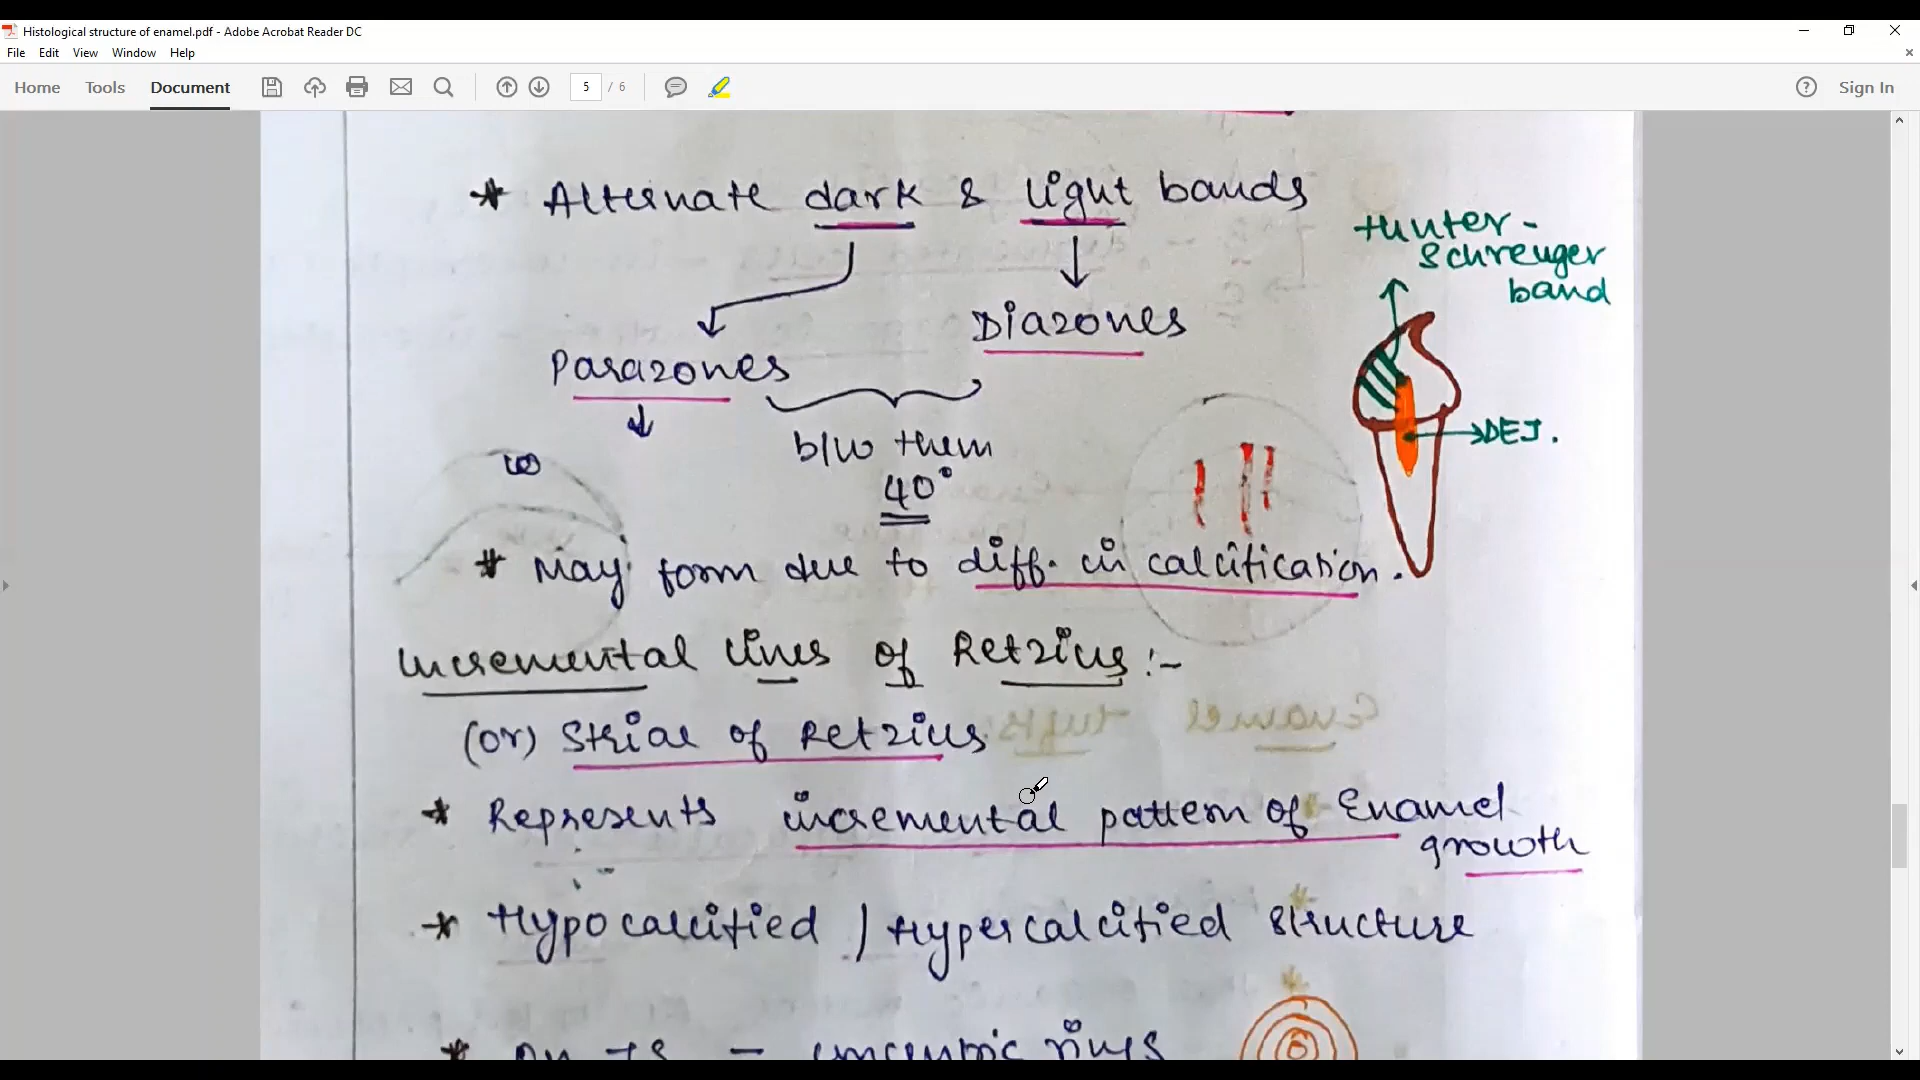 Histological structure of enamel.pdf - Adobe Acrobat Reader DC
File Edit View Window Help
Home Tools Document 5 / 6 Sign In
* Alternate dark & light bands
Hunter -
Schreuger
band
Diazones
Parazones
DEJ.
b/w them
40°
* May form due to diff. in calcification.
Incremental lines of Retzius :-
(or) Striae of Retzius
* Represents incremental pattern of Enamel
growth
* Hypocalcified / Hypercalcified structure